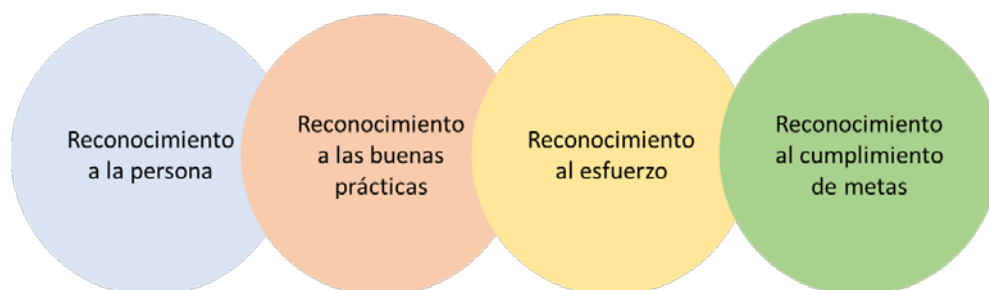 Reconocimiento
a la persona
Reconocimiento
a las buenas
prácticas
Reconocimiento
al esfuerzo
Reconocimiento
al cumplimiento
de metas